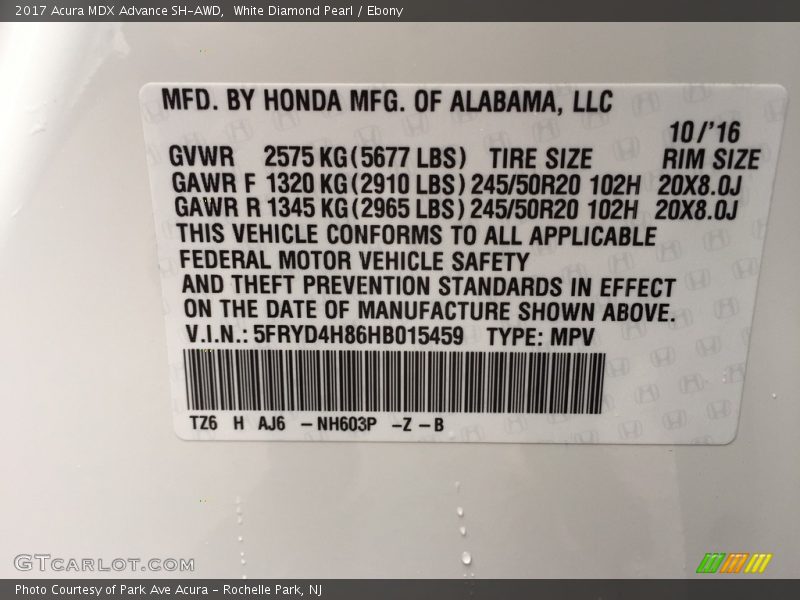 2017 Acura MDX Advance SH-AWD,  White Diamond Pearl / Ebony
MFD. BY HONDA MFG. OF ALABAMA, LLC
10/'16
GVWR 2575 KG (5677 LBS) TIRE SIZE RIM SIZE
GAWR F 1320 KG (2910 LBS) 245/50R20 102H 20X8.0J
GAWR R 1345 KG (2965 LBS) 245/50R20 102H 20X8.0J
THIS VEHICLE CONFORMS TO ALL APPLICABLE
FEDERAL MOTOR VEHICLE SAFETY
AND THEFT PREVENTION STANDARDS IN EFFECT
ON THE DATE OF MANUFACTURE SHOWN ABOVE.
V.I.N.: 5FRYD4H86HB015459 TYPE: MPV
TZ6 H AJ6 -NH603P -Z-B
GTCARLOT.COM
Photo Courtesy of Park Ave Acura - Rochelle Park, NJ